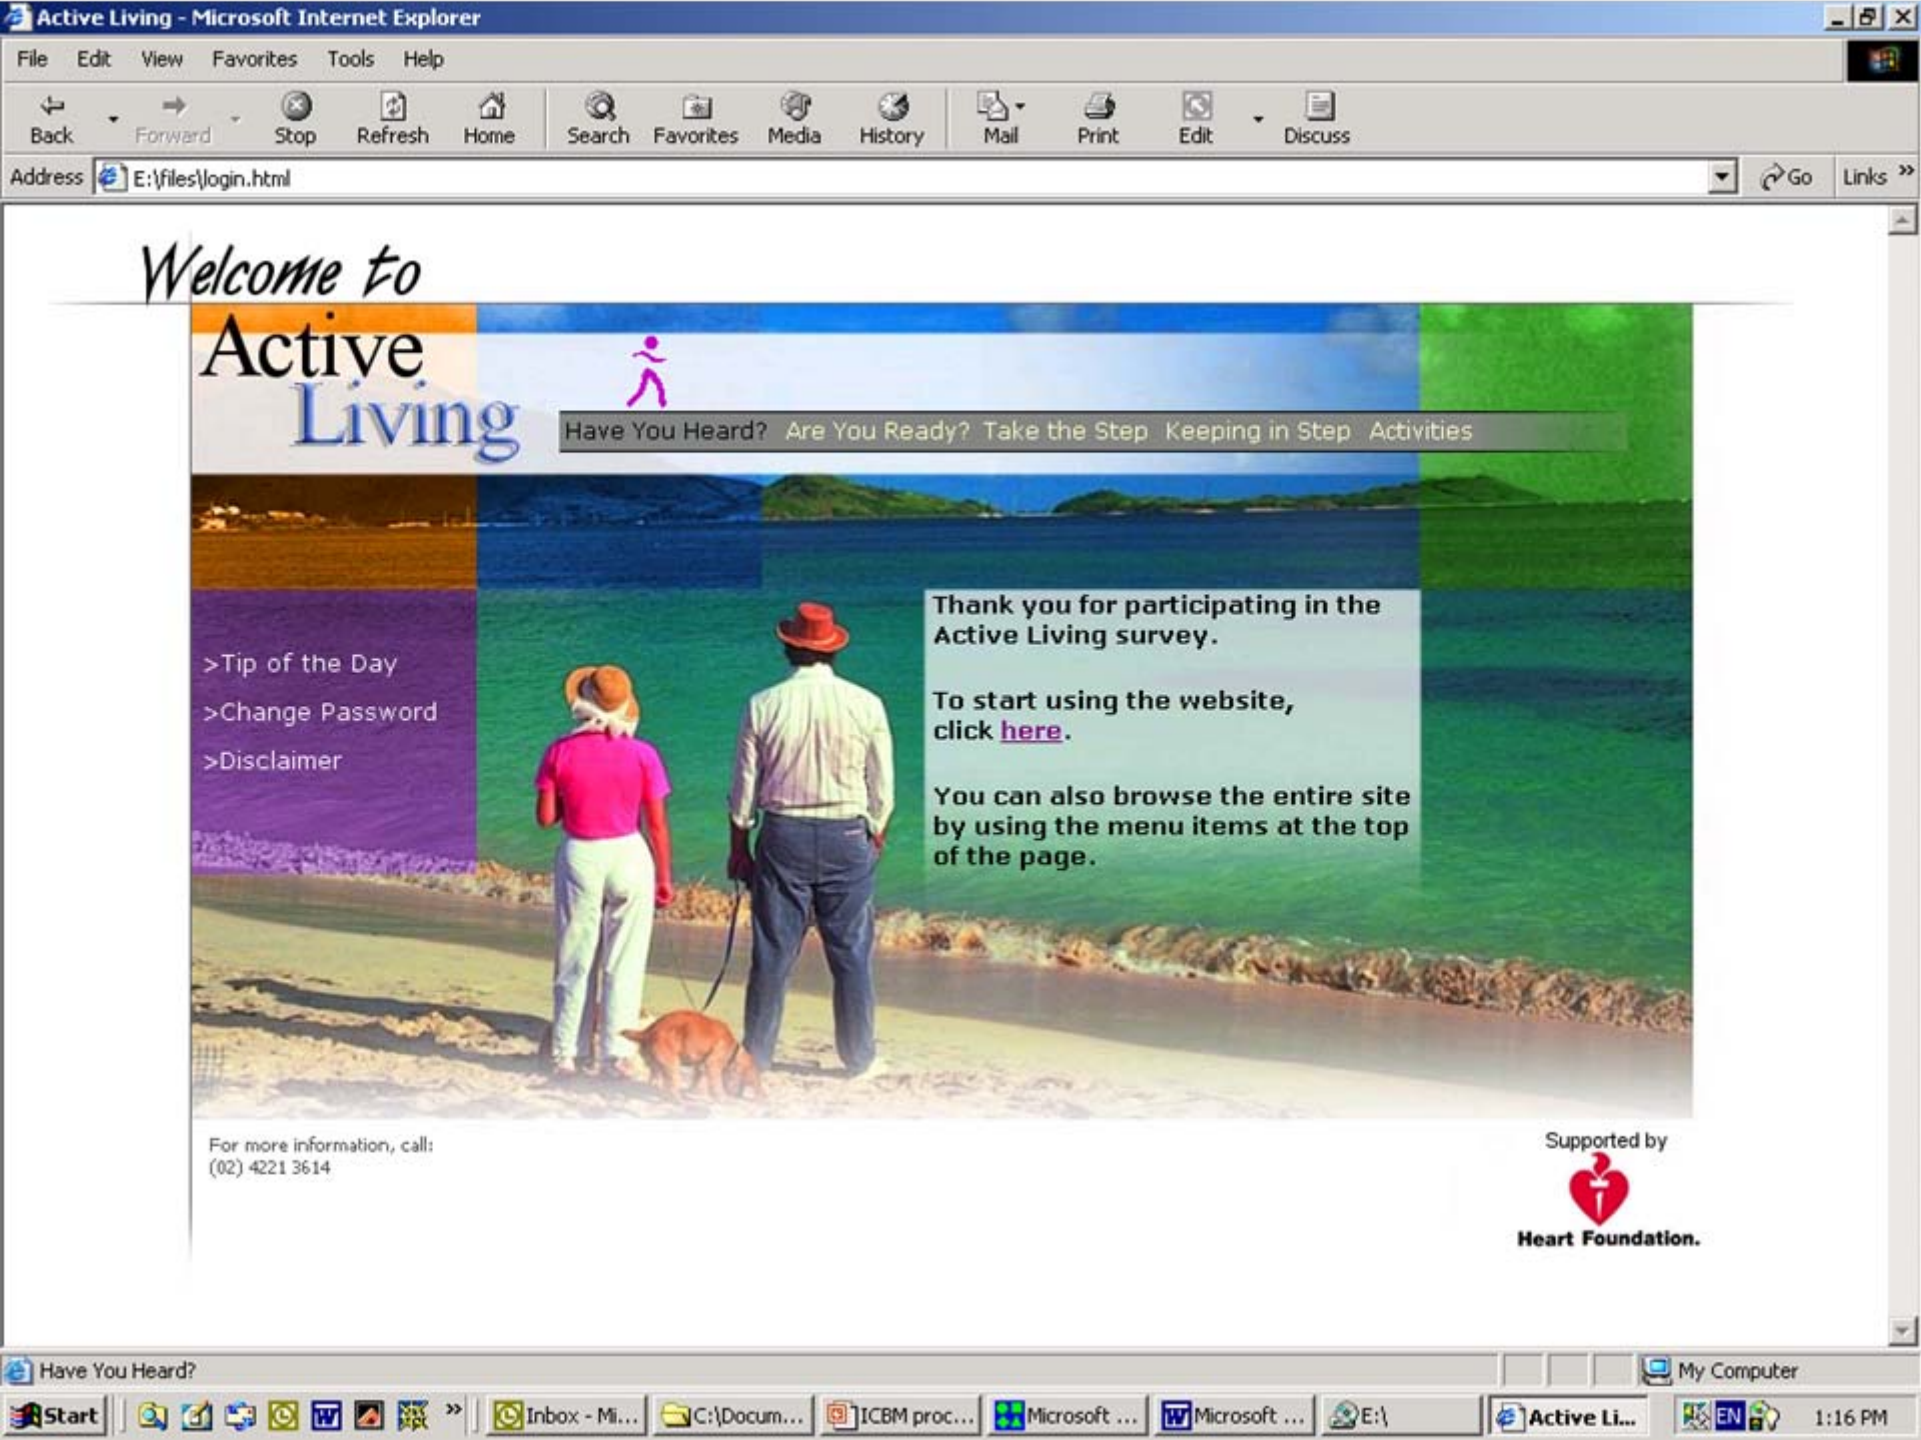 Active Living - Microsoft Internet Explorer
File Edit View Favorites Tools Help
Back Forward Stop Refresh Home Search Favorites Media History Mail Print Edit Discuss
Address E:\files\login.html Go Links »
Welcome to
Active
Living
Have You Heard? Are You Ready? Take the Step Keeping in Step Activities
>Tip of the Day
>Change Password
>Disclaimer
Thank you for participating in the
Active Living survey.
To start using the website,
click here.
You can also browse the entire site
by using the menu items at the top
of the page.
For more information, call:
(02) 4221 3614
Supported by
Heart Foundation.
Have You Heard? My Computer
Start » Inbox - Mi... C:\Docum... ICBM proc... Microsoft ... Microsoft ... E:\ Active Li... EN 1:16 PM